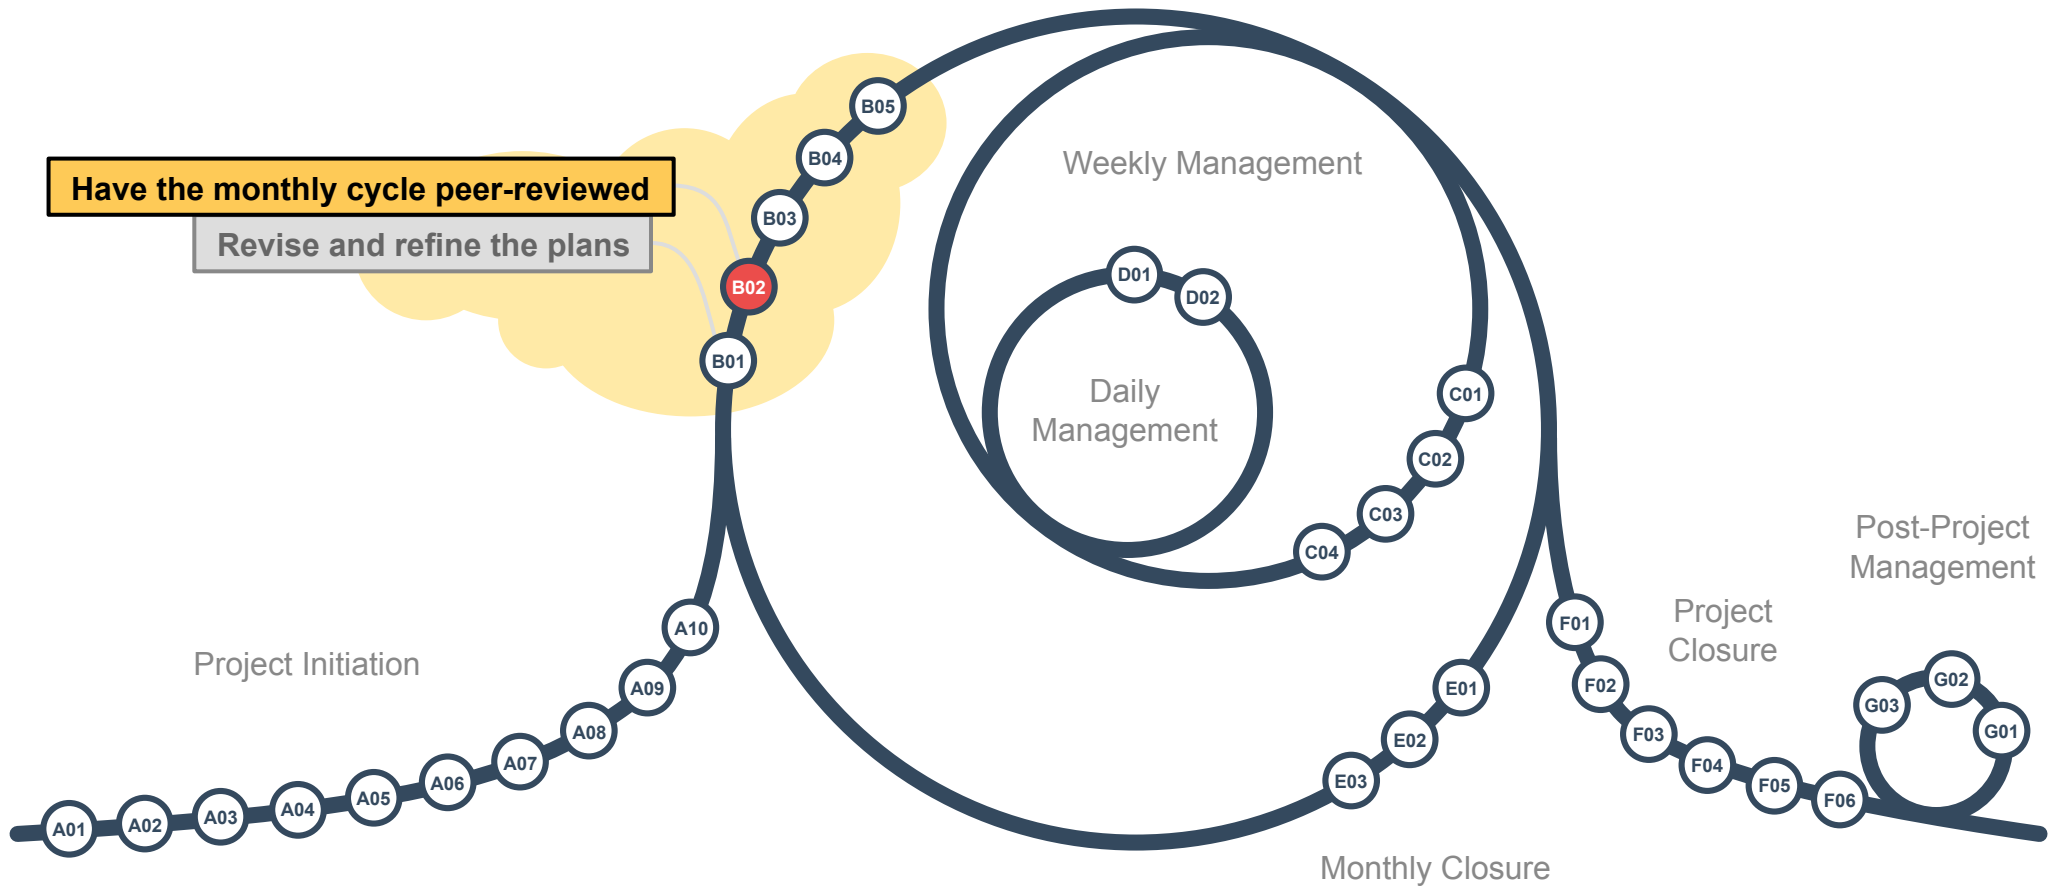 B05
B04
Have the monthly cycle peer-reviewed
B03
Revise and refine the plans
B02
B01
Weekly Management
D01
D02
Daily
Management
C01
C02
C03
C04
Project Initiation
A01
A02
A03
A04
A05
A06
A07
A08
A09
A10
E01
E02
E03
Monthly Closure
F01
F02
F03
F04
F05
F06
Project
Closure
Post-Project
Management
G03
G02
G01